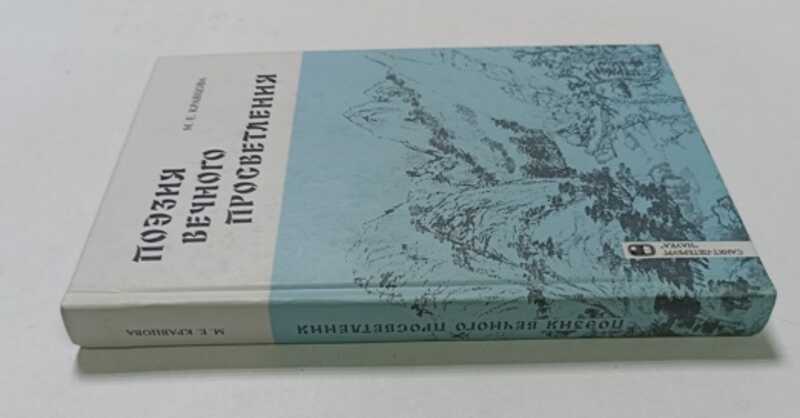 М. Е. КРАВЦОВА
ПОЭЗИЯ
ВЕЧНОГО
ПРОСВЕТЛЕНИЯ
САНКТ-ПЕТЕРБУРГ
"НАУКА"
М. Е. КРАВЦОВА
ПОЭЗИЯ ВЕЧНОГО ПРОСВЕТЛЕНИЯ